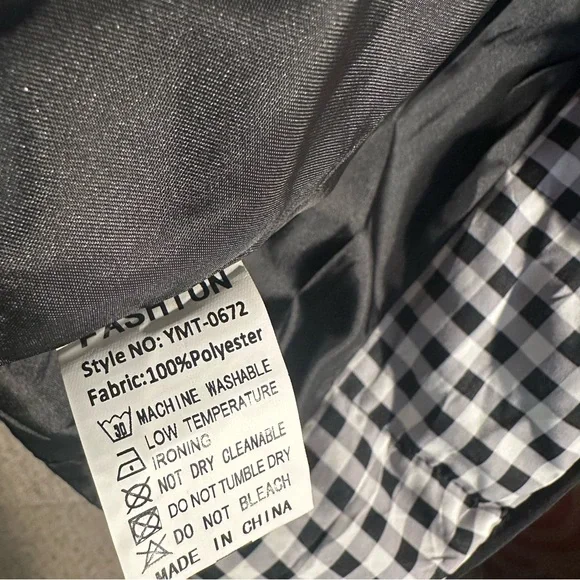 FASHION
Style NO: YMT-0672
Fabric:100%Polyester
30 MACHINE WASHABLE
LOW TEMPERATURE
IRONING
NOT DRY CLEANABLE
DO NOT TUMBLE DRY
DO NOT BLEACH
MADE IN CHINA